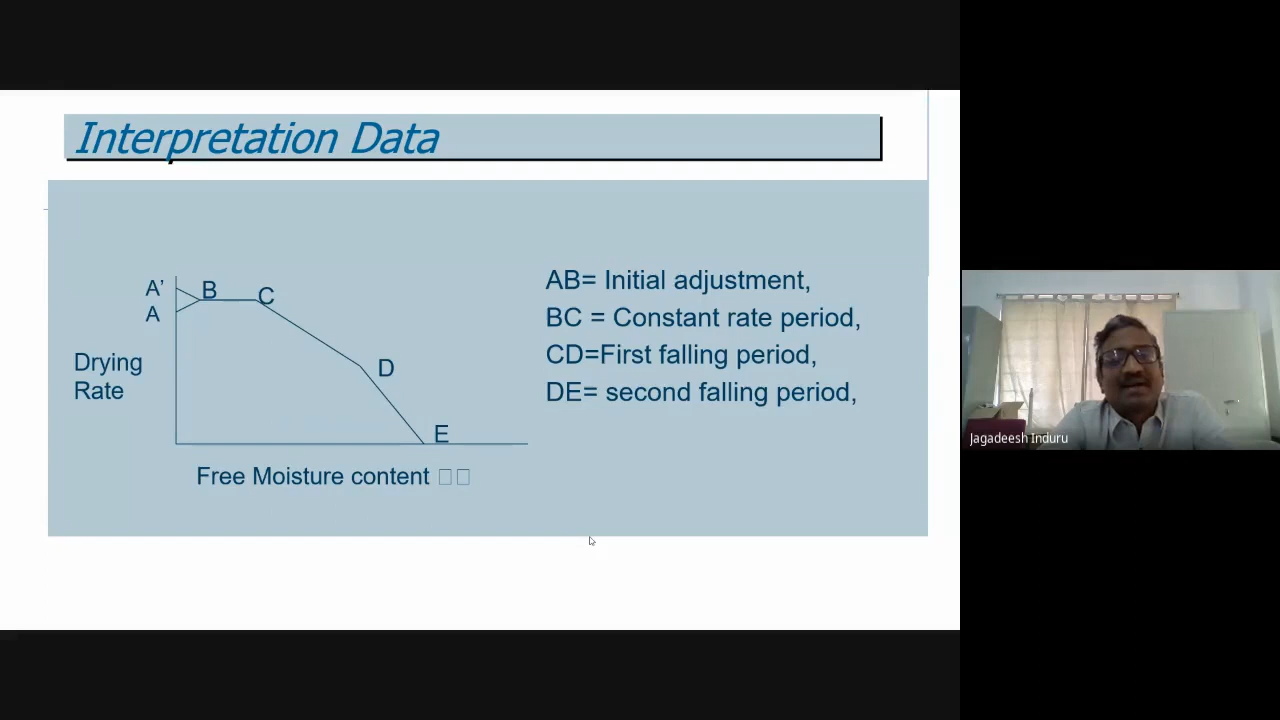 Interpretation Data
A’
A
B
C
D
E
Drying
Rate
Free Moisture content
AB= Initial adjustment,
BC = Constant rate period,
CD=First falling period,
DE= second falling period,
Jagadeesh Induru